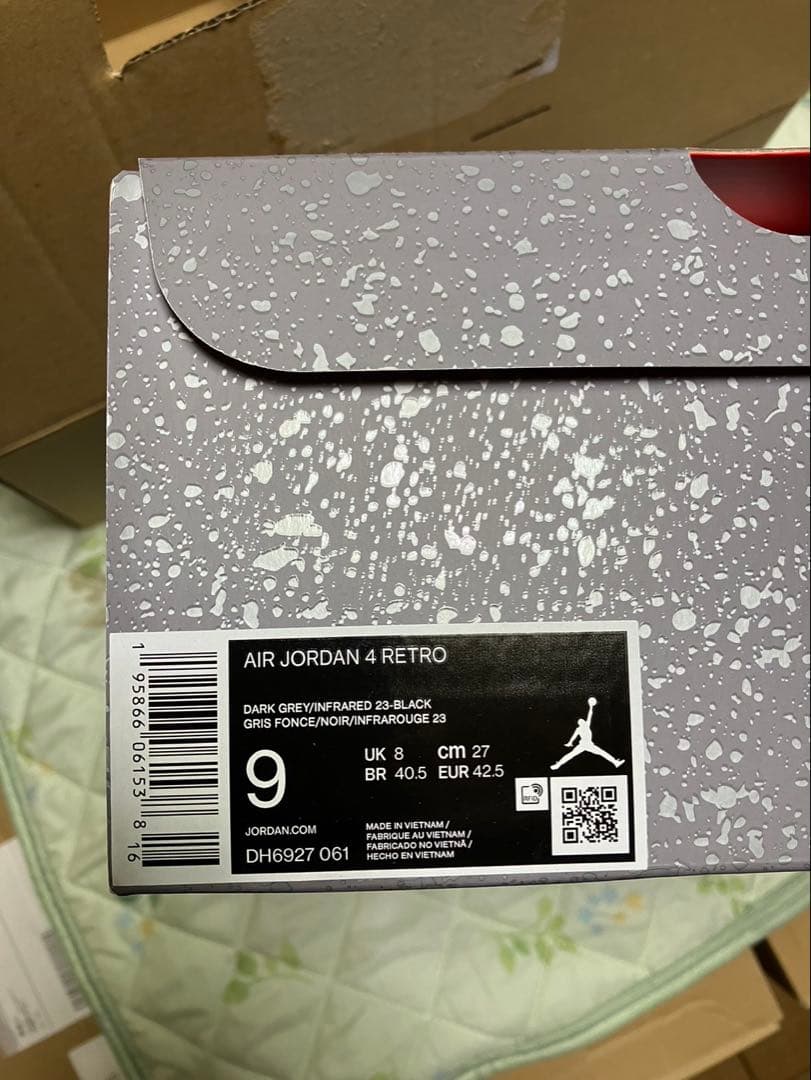 AIR JORDAN 4 RETRO
DARK GREY/INFRARED 23-BLACK
GRIS FONCE/NOIR/INFRAROUGE 23
9
UK 8 cm 27
BR 40.5 EUR 42.5
RFID
JORDAN.COM
DH6927 061
MADE IN VIETNAM /
FABRIQUE AU VIETNAM /
FABRICADO NO VIETNÃ /
HECHO EN VIETNAM
1 95866 06153 8 16